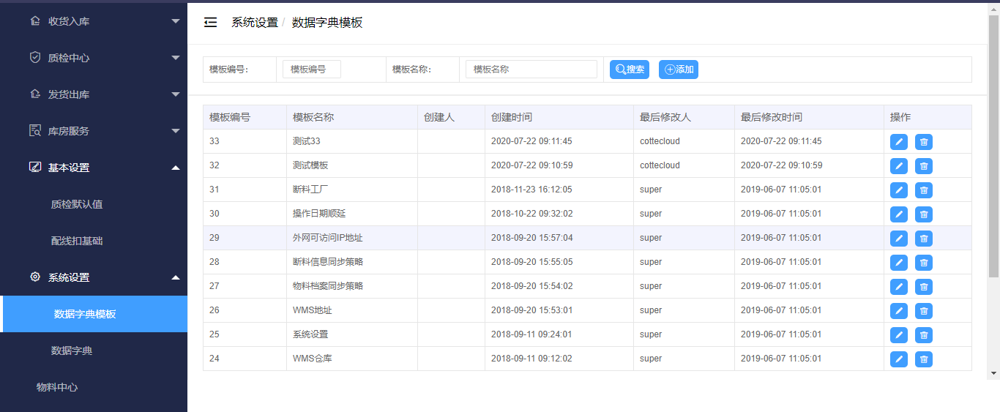 收货入库
质检中心
发货出库
库房服务
基本设置
质检默认值
配线扣基础
系统设置
数据字典模板
数据字典
物料中心
系统设置 / 数据字典模板
模板编号: 模板编号 模板名称: 模板名称 搜索 添加
模板编号 模板名称 创建人 创建时间 最后修改人 最后修改时间 操作
33 测试33 2020-07-22 09:11:45 cottecloud 2020-07-22 09:11:45
32 测试模板 2020-07-22 09:10:59 cottecloud 2020-07-22 09:10:59
31 断料工厂 2018-11-23 16:12:05 super 2019-06-07 11:05:01
30 操作日期顺延 2018-10-22 09:32:02 super 2019-06-07 11:05:01
29 外网可访问IP地址 2018-09-20 15:57:04 super 2019-06-07 11:05:01
28 断料信息同步策略 2018-09-20 15:55:05 super 2019-06-07 11:05:01
27 物料档案同步策略 2018-09-20 15:54:02 super 2019-06-07 11:05:01
26 WMS地址 2018-09-20 15:53:01 super 2019-06-07 11:05:01
25 系统设置 2018-09-11 09:24:01 super 2019-06-07 11:05:01
24 WMS仓库 2018-09-11 09:12:02 super 2019-06-07 11:05:01